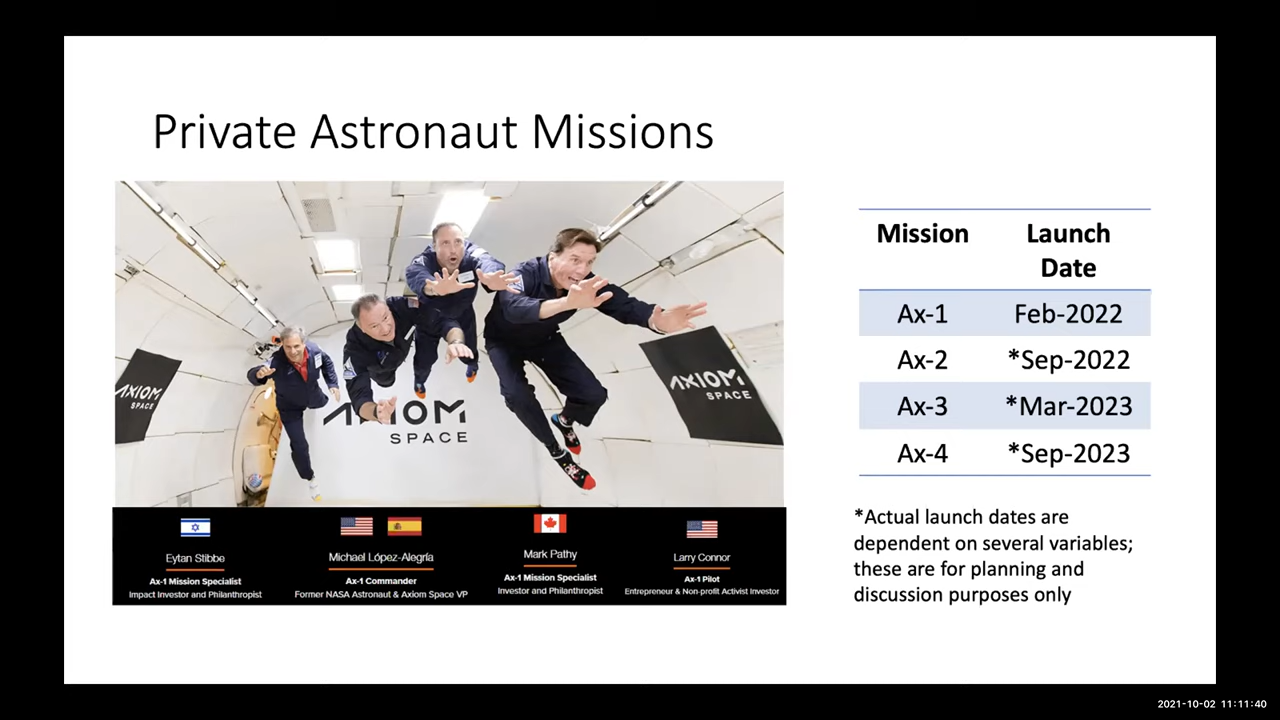 Private Astronaut Missions
AXIOM
SPACE
AXIOM
SPACE
AXIOM
SPACE
Eytan Stibbe
Ax-1 Mission Specialist
Impact Investor and Philanthropist
Michael López-Alegría
Ax-1 Commander
Former NASA Astronaut & Axiom Space VP
Mark Pathy
Ax-1 Mission Specialist
Investor and Philanthropist
Larry Connor
Ax-1 Pilot
Entrepreneur & Non-profit Activist Investor
Mission Launch
Date
Ax-1 Feb-2022
Ax-2 *Sep-2022
Ax-3 *Mar-2023
Ax-4 *Sep-2023
*Actual launch dates are
dependent on several variables;
these are for planning and
discussion purposes only
2021-10-02 11:11:40